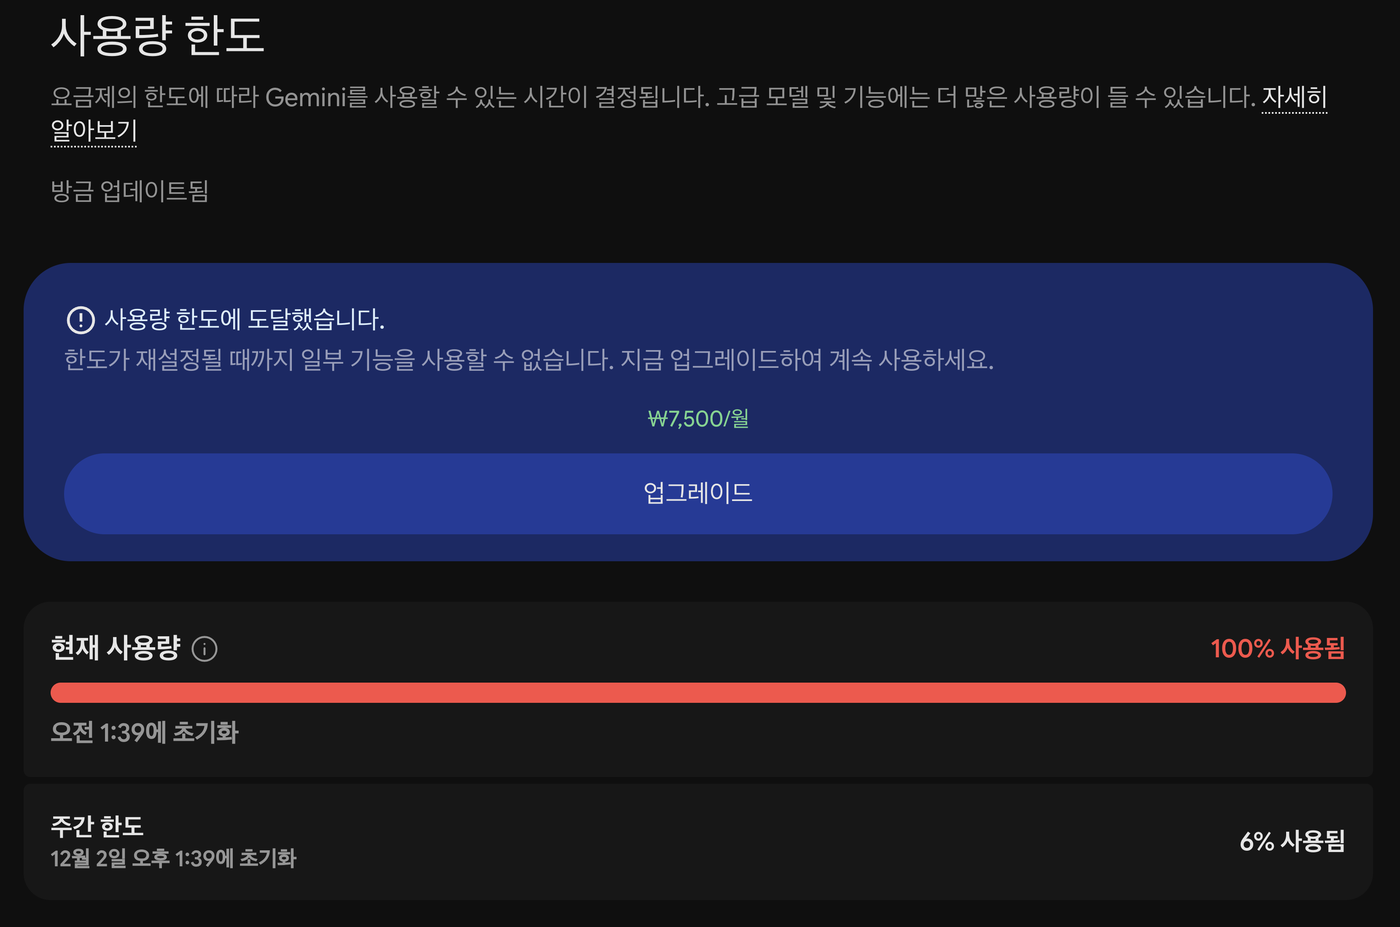 사용량 한도
요금제의 한도에 따라 Gemini를 사용할 수 있는 시간이 결정됩니다. 고급 모델 및 기능에는 더 많은 사용량이 들 수 있습니다. 자세히
알아보기
방금 업데이트됨
사용량 한도에 도달했습니다.
한도가 재설정될 때까지 일부 기능을 사용할 수 없습니다. 지금 업그레이드하여 계속 사용하세요.
₩7,500/월
업그레이드
현재 사용량
100% 사용됨
오전 1:39에 초기화
주간 한도
12월 2일 오후 1:39에 초기화
6% 사용됨